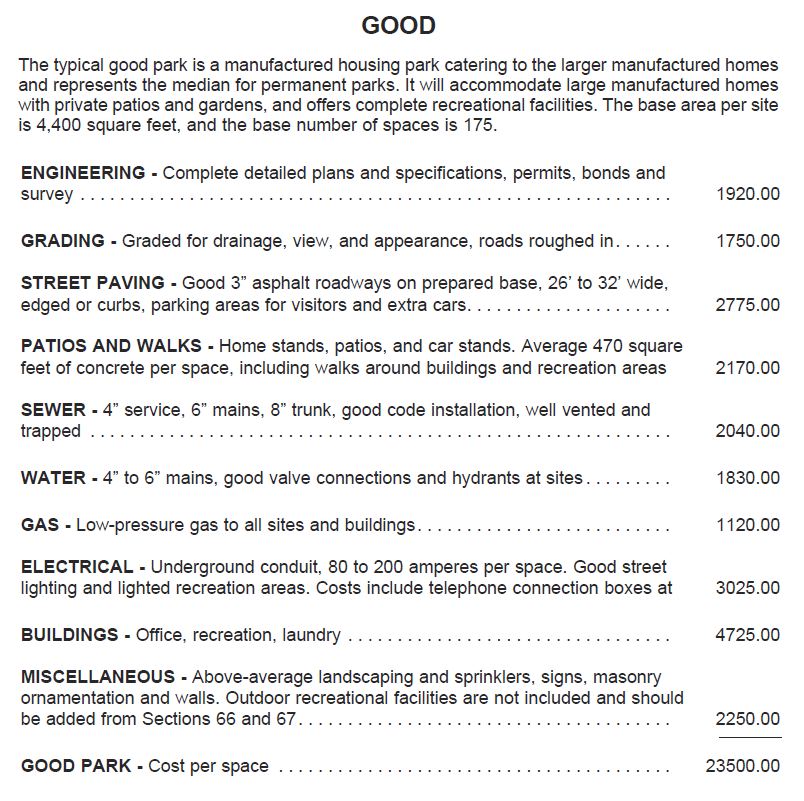 GOOD
The typical good park is a manufactured housing park catering to the larger manufactured homes
and represents the median for permanent parks. It will accommodate large manufactured homes
with private patios and gardens, and offers complete recreational facilities. The base area per site
is 4,400 square feet, and the base number of spaces is 175.
ENGINEERING - Complete detailed plans and specifications, permits, bonds and
survey . . . . . . . . . . . . . . . . . . . . . . . . . . . . . . . . . . . . . . . . . . . . . . . . . . . . . . . . . . . . 1920.00
GRADING - Graded for drainage, view, and appearance, roads roughed in. . . . . . 1750.00
STREET PAVING - Good 3” asphalt roadways on prepared base, 26’ to 32’ wide,
edged or curbs, parking areas for visitors and extra cars. . . . . . . . . . . . . . . . . . . . . 2775.00
PATIOS AND WALKS - Home stands, patios, and car stands. Average 470 square
feet of concrete per space, including walks around buildings and recreation areas 2170.00
SEWER - 4” service, 6” mains, 8” trunk, good code installation, well vented and
trapped . . . . . . . . . . . . . . . . . . . . . . . . . . . . . . . . . . . . . . . . . . . . . . . . . . . . . . . . . . . 2040.00
WATER - 4” to 6” mains, good valve connections and hydrants at sites . . . . . . . . . 1830.00
GAS - Low-pressure gas to all sites and buildings. . . . . . . . . . . . . . . . . . . . . . . . . . 1120.00
ELECTRICAL - Underground conduit, 80 to 200 amperes per space. Good street
lighting and lighted recreation areas. Costs include telephone connection boxes at 3025.00
BUILDINGS - Office, recreation, laundry . . . . . . . . . . . . . . . . . . . . . . . . . . . . . . . . . 4725.00
MISCELLANEOUS - Above-average landscaping and sprinklers, signs, masonry
ornamentation and walls. Outdoor recreational facilities are not included and should
be added from Sections 66 and 67. . . . . . . . . . . . . . . . . . . . . . . . . . . . . . . . . . . . . . 2250.00
GOOD PARK - Cost per space . . . . . . . . . . . . . . . . . . . . . . . . . . . . . . . . . . . . . . . . 23500.00